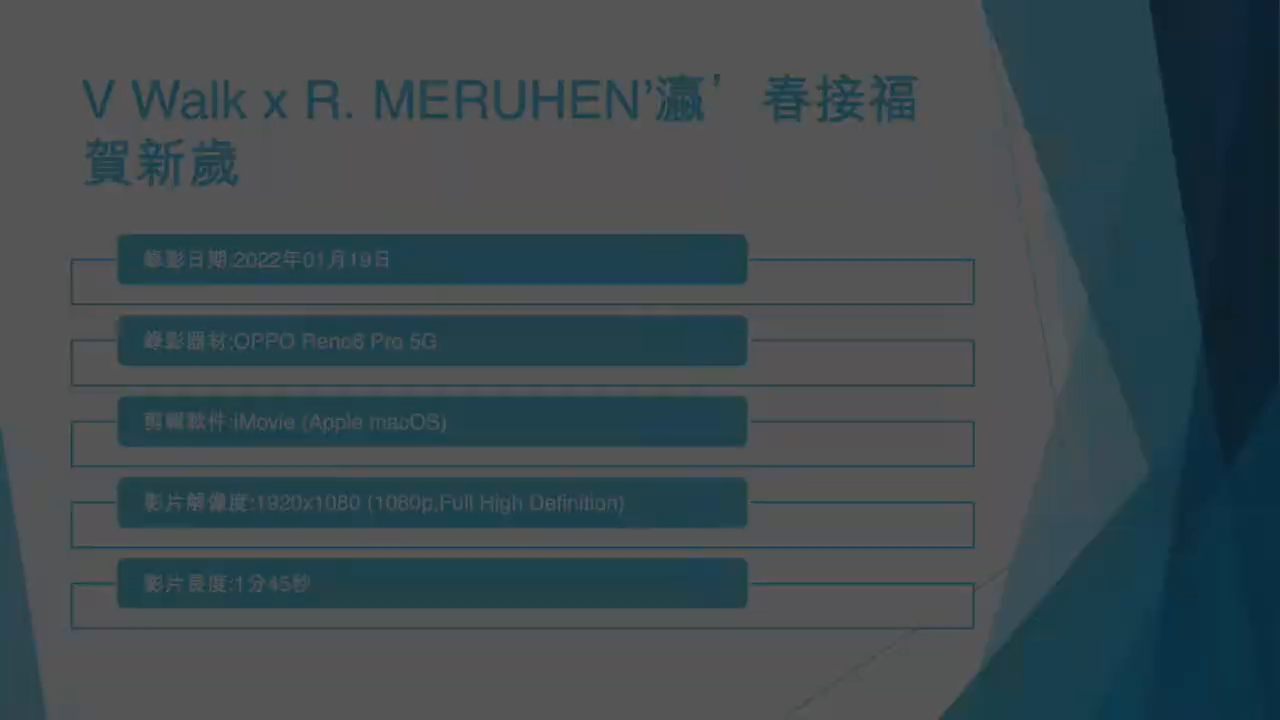 V Walk x R. MERUHEN’瀛’春接福
賀新歲
錄影日期:2022年01月19日
錄影器材:OPPO Reno8 Pro 5G
剪輯軟件:iMovie (Apple macOS)
影片解像度:1920x1080 (1080p,Full High Definition)
影片長度:1分45秒